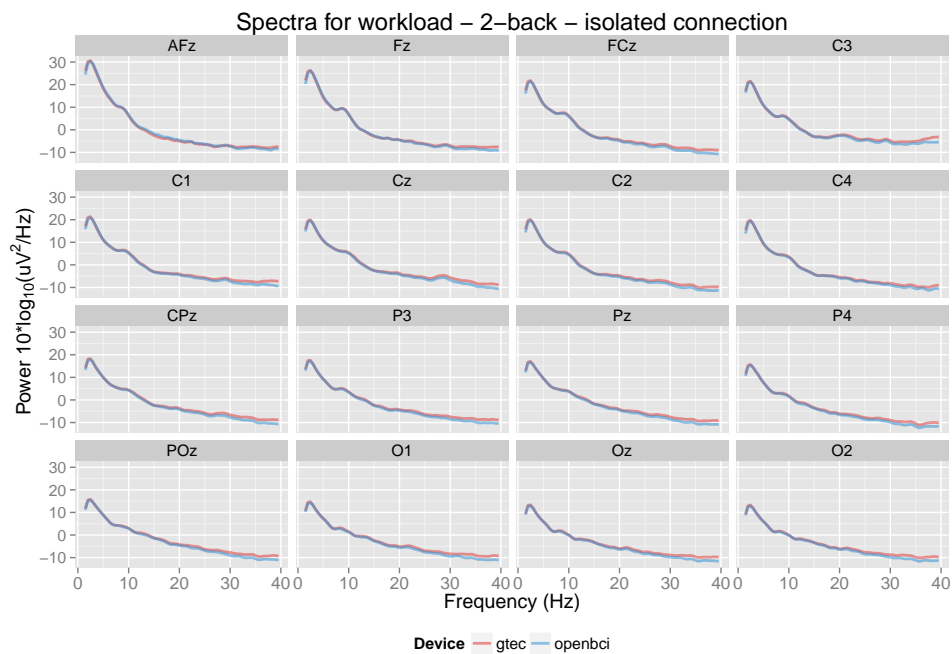 Spectra for workload – 2–back – isolated connection
AFz Fz FCz C3
30
20
10
0
−10
C1 Cz C2 C4
30
20
10
0
−10
CPz P3 Pz P4
30
20
10
0
−10
POz O1 Oz O2
30
20
10
0
−10
Power 10*log10(uV2/Hz)
0 10 20 30 40 0 10 20 30 40 0 10 20 30 40 0 10 20 30 40
Frequency (Hz)
Device gtec openbci